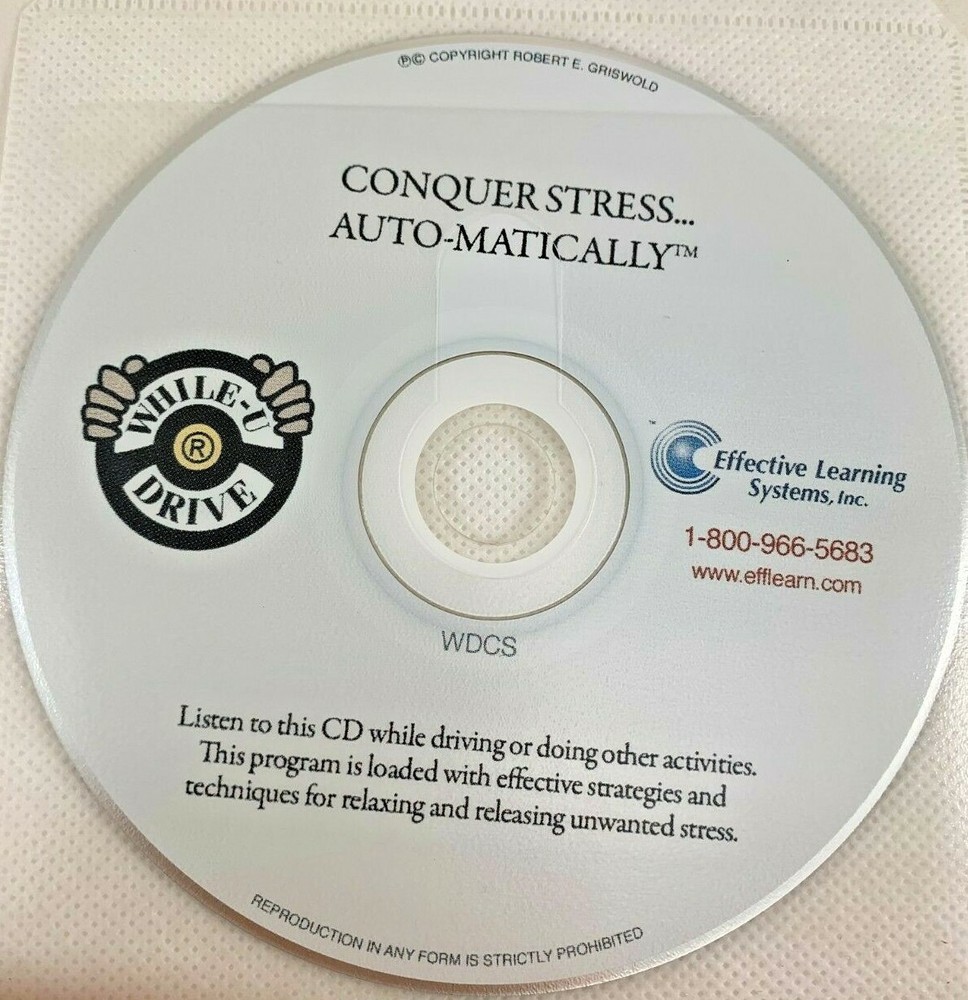 ℗© COPYRIGHT ROBERT E. GRISWOLD
CONQUER STRESS...
AUTO-MATICALLY™
WHILE-U
®
DRIVE
™
Effective Learning
Systems, Inc.
1-800-966-5683
www.efflearn.com
WDCS
Listen to this CD while driving or doing other activities.
This program is loaded with effective strategies and
techniques for relaxing and releasing unwanted stress.
REPRODUCTION IN ANY FORM IS STRICTLY PROHIBITED